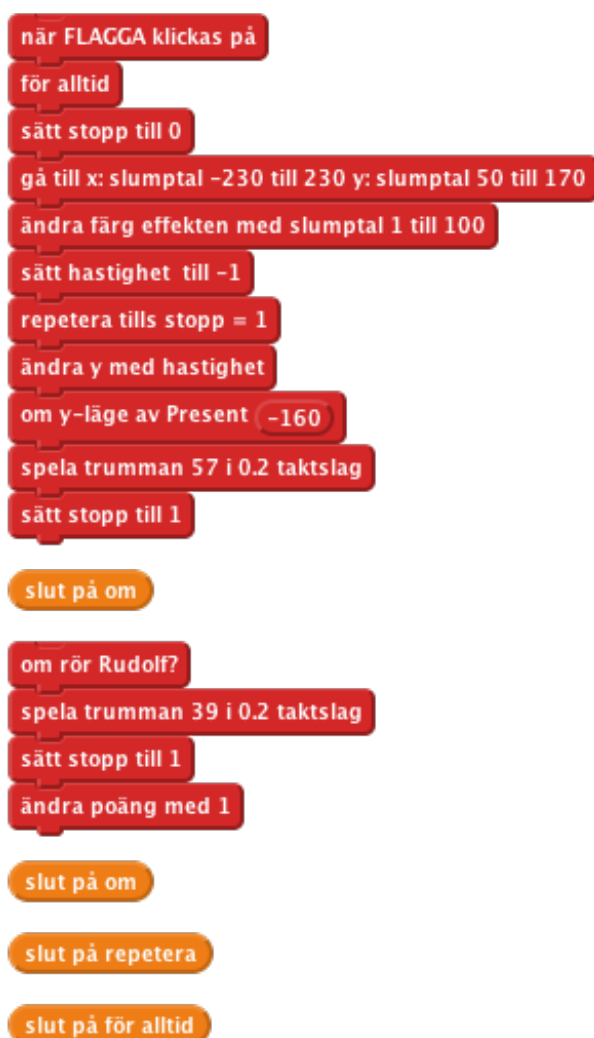 när FLAGGA klickas på
för alltid
sätt stopp till 0
gå till x: slumptal -230 till 230 y: slumptal 50 till 170
ändra färg effekten med slumptal 1 till 100
sätt hastighet till -1
repetera tills stopp = 1
ändra y med hastighet
om y-läge av Present -160
spela trumman 57 i 0.2 taktslag
sätt stopp till 1
slut på om
om rör Rudolf?
spela trumman 39 i 0.2 taktslag
sätt stopp till 1
ändra poäng med 1
slut på om
slut på repetera
slut på för alltid